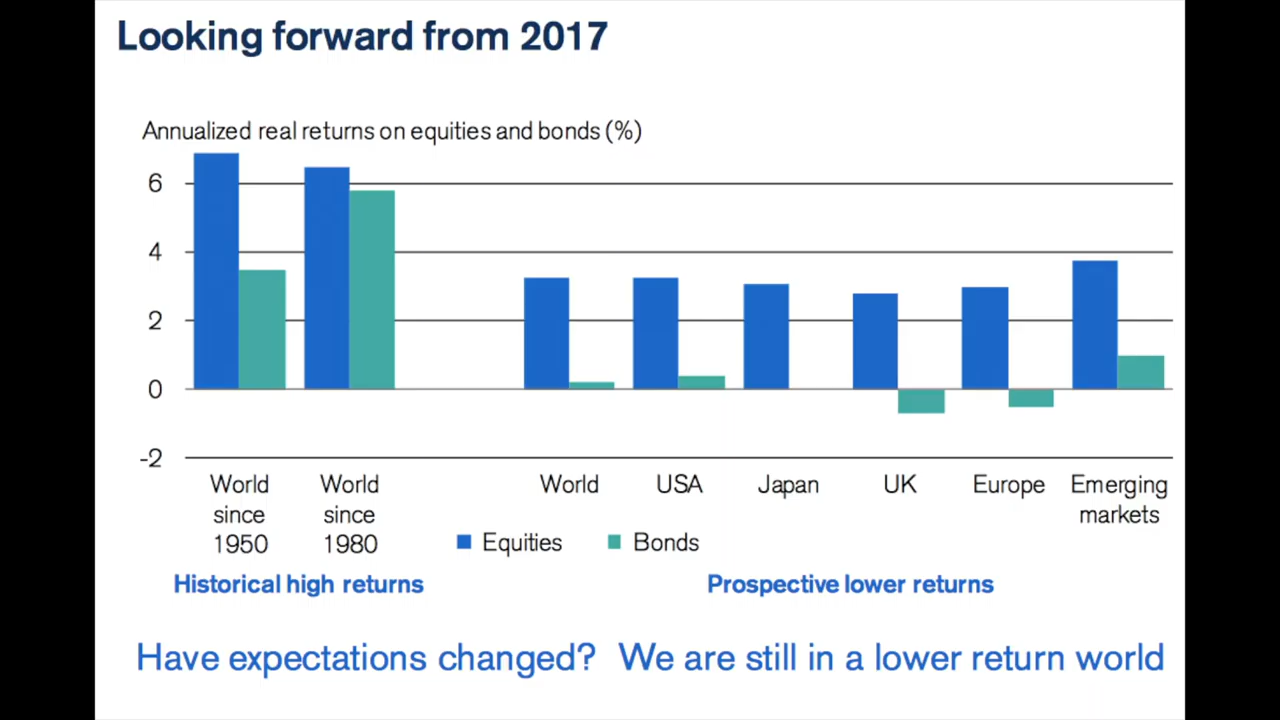 Looking forward from 2017
Annualized real returns on equities and bonds (%)
6
4
2
0
-2
World since 1950
World since 1980
World
USA
Japan
UK
Europe
Emerging markets
Equities
Bonds
Historical high returns
Prospective lower returns
Have expectations changed? We are still in a lower return world